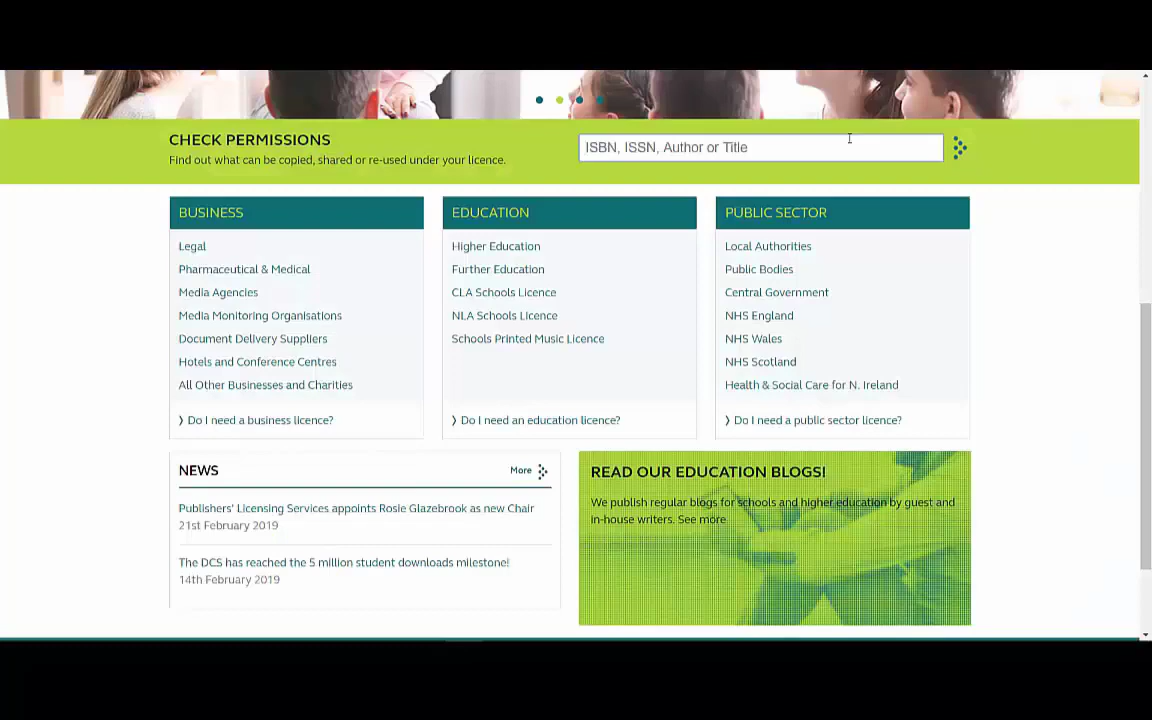 CHECK PERMISSIONS
Find out what can be copied, shared or re-used under your licence.
ISBN, ISSN, Author or Title
BUSINESS
Legal
Pharmaceutical & Medical
Media Agencies
Media Monitoring Organisations
Document Delivery Suppliers
Hotels and Conference Centres
All Other Businesses and Charities
Do I need a business licence?
EDUCATION
Higher Education
Further Education
CLA Schools Licence
NLA Schools Licence
Schools Printed Music Licence
Do I need an education licence?
PUBLIC SECTOR
Local Authorities
Public Bodies
Central Government
NHS England
NHS Wales
NHS Scotland
Health & Social Care for N. Ireland
Do I need a public sector licence?
NEWS
More
Publishers' Licensing Services appoints Rosie Glazebrook as new Chair
21st February 2019
The DCS has reached the 5 million student downloads milestone!
14th February 2019
READ OUR EDUCATION BLOGS!
We publish regular blogs for schools and higher education by guest and
in-house writers. See more